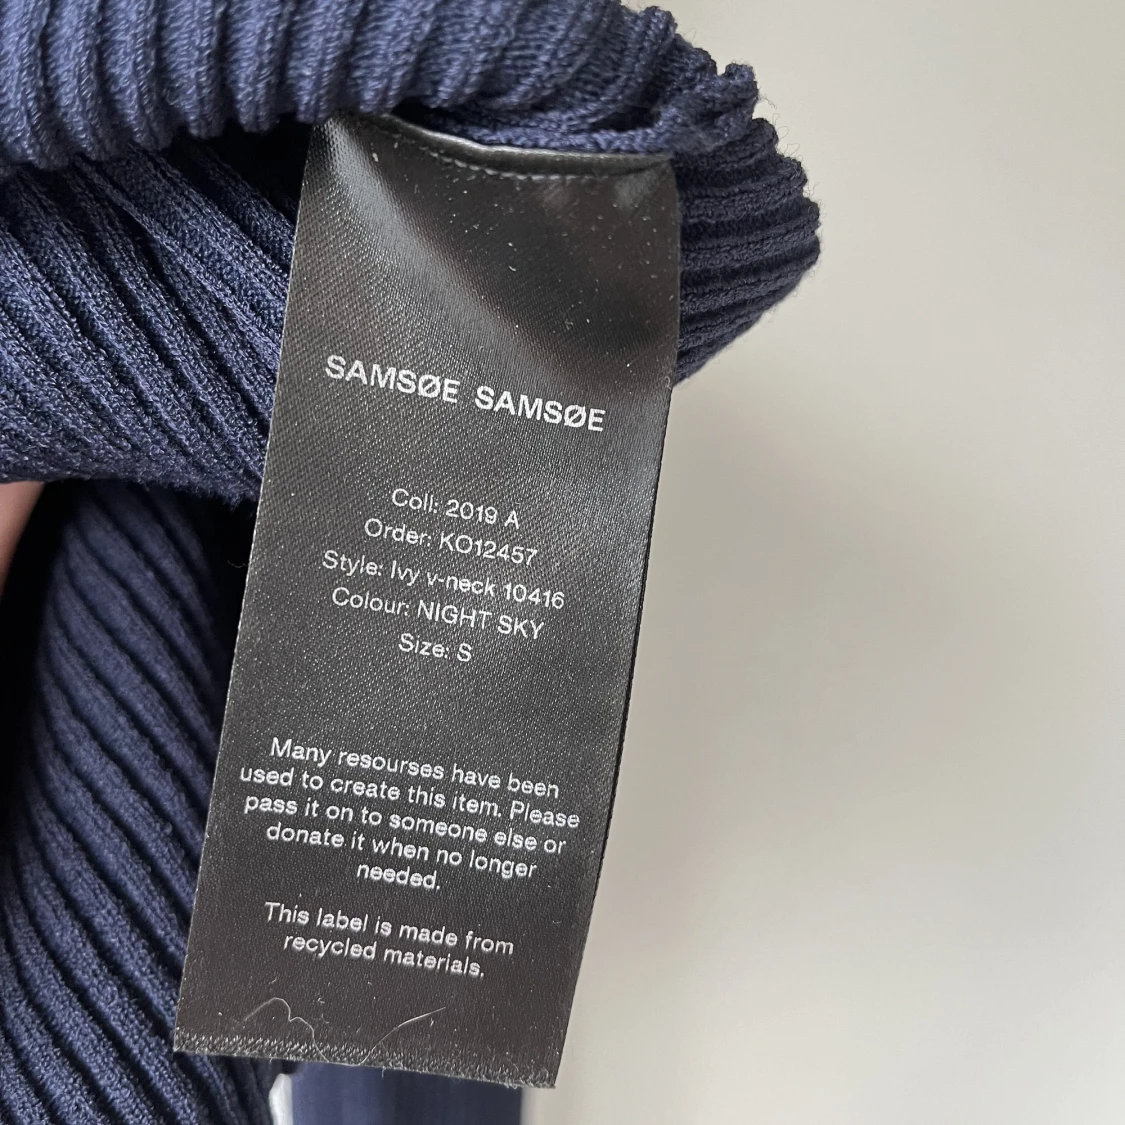 SAMSØE SAMSØE
Coll: 2019 A
Order: KO12457
Style: Ivy v-neck 10416
Colour: NIGHT SKY
Size: S
Many resourses have been
used to create this item. Please
pass it on to someone else or
donate it when no longer
needed.
This label is made from
recycled materials.